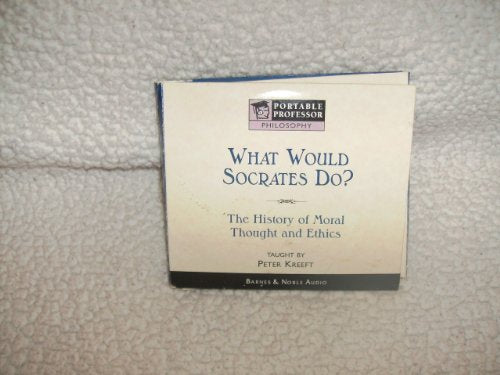 PORTABLE
PROFESSOR
PHILOSOPHY
WHAT WOULD
SOCRATES DO?
The History of Moral
Thought and Ethics
TAUGHT BY
PETER KREEFT
BARNES & NOBLE AUDIO